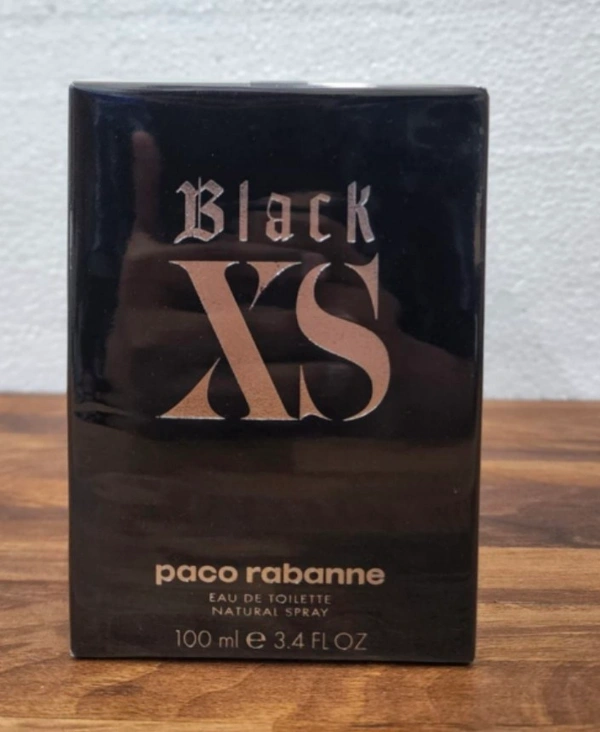 Black
XS
paco rabanne
EAU DE TOILETTE
NATURAL SPRAY
100 ml ℮ 3.4 FL OZ